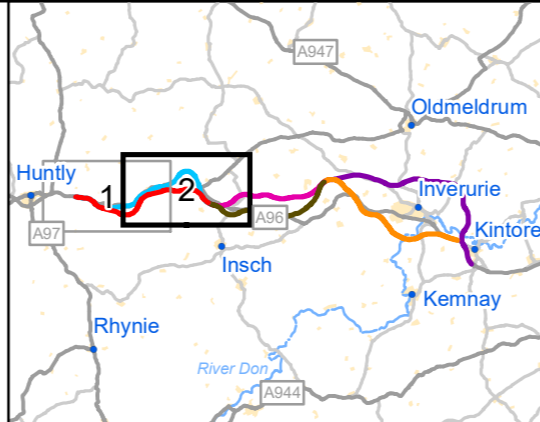 A947
Oldmeldrum
Huntly
1
2
Inverurie
A96
A97
Kintore
Insch
Kemnay
Rhynie
River Don
A944